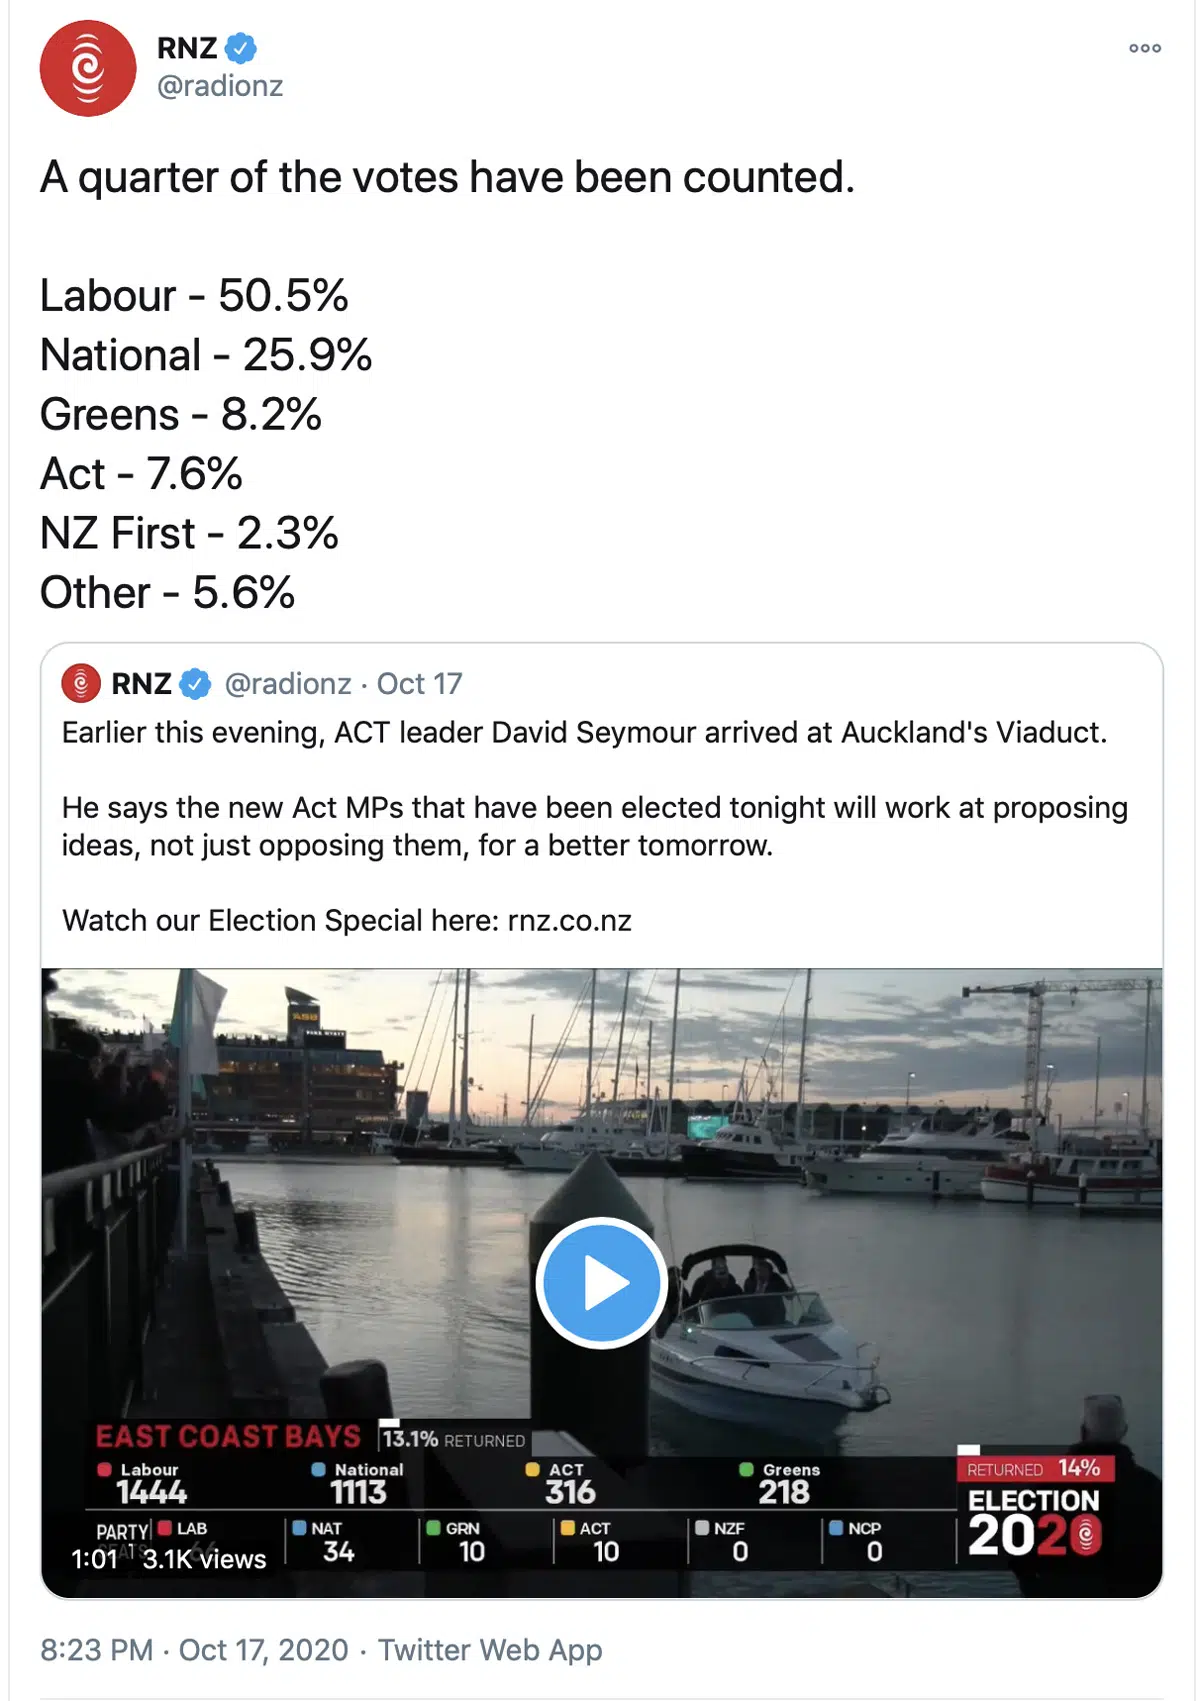 RNZ
@radionz
A quarter of the votes have been counted.
Labour - 50.5%
National - 25.9%
Greens - 8.2%
Act - 7.6%
NZ First - 2.3%
Other - 5.6%
RNZ @radionz · Oct 17
Earlier this evening, ACT leader David Seymour arrived at Auckland's Viaduct.
He says the new Act MPs that have been elected tonight will work at proposing
ideas, not just opposing them, for a better tomorrow.
Watch our Election Special here: rnz.co.nz
ASB
PARK HYATT
EAST COAST BAYS 13.1% RETURNED
Labour National ACT Greens
1444 1113 316 218
RETURNED 14%
ELECTION
2020
PARTY LAB NAT GRN ACT NZF NCP
SEATS 66 34 10 10 0 0
1:01 3.1K views
8:23 PM · Oct 17, 2020 · Twitter Web App